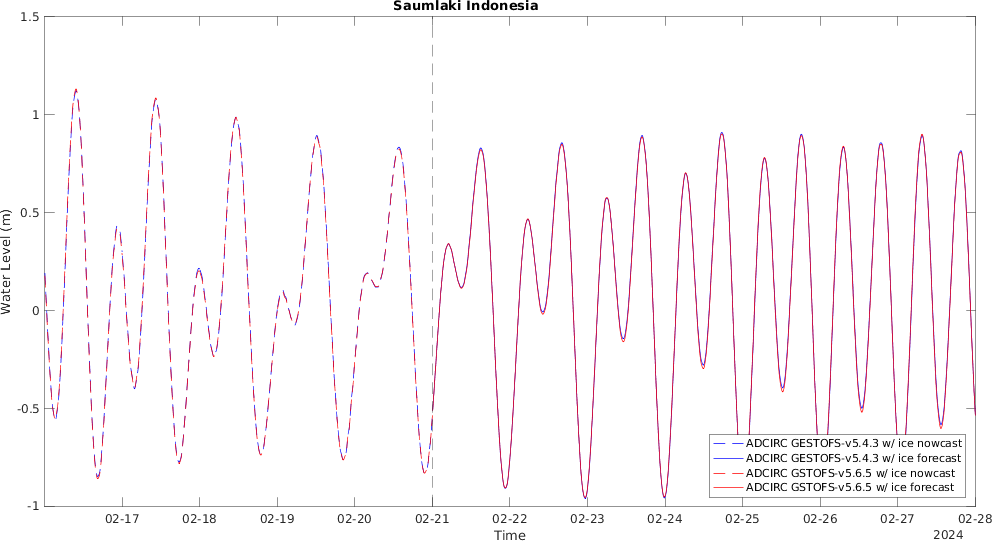 Saumlaki Indonesia
1.5
1
0.5
0
-0.5
-1
Water Level (m)
ADCIRC GESTOFS-v5.4.3 w/ ice nowcast
ADCIRC GESTOFS-v5.4.3 w/ ice forecast
ADCIRC GSTOFS-v5.6.5 w/ ice nowcast
ADCIRC GSTOFS-v5.6.5 w/ ice forecast
02-17 02-18 02-19 02-20 02-21 02-22 02-23 02-24 02-25 02-26 02-27 02-28
Time
2024